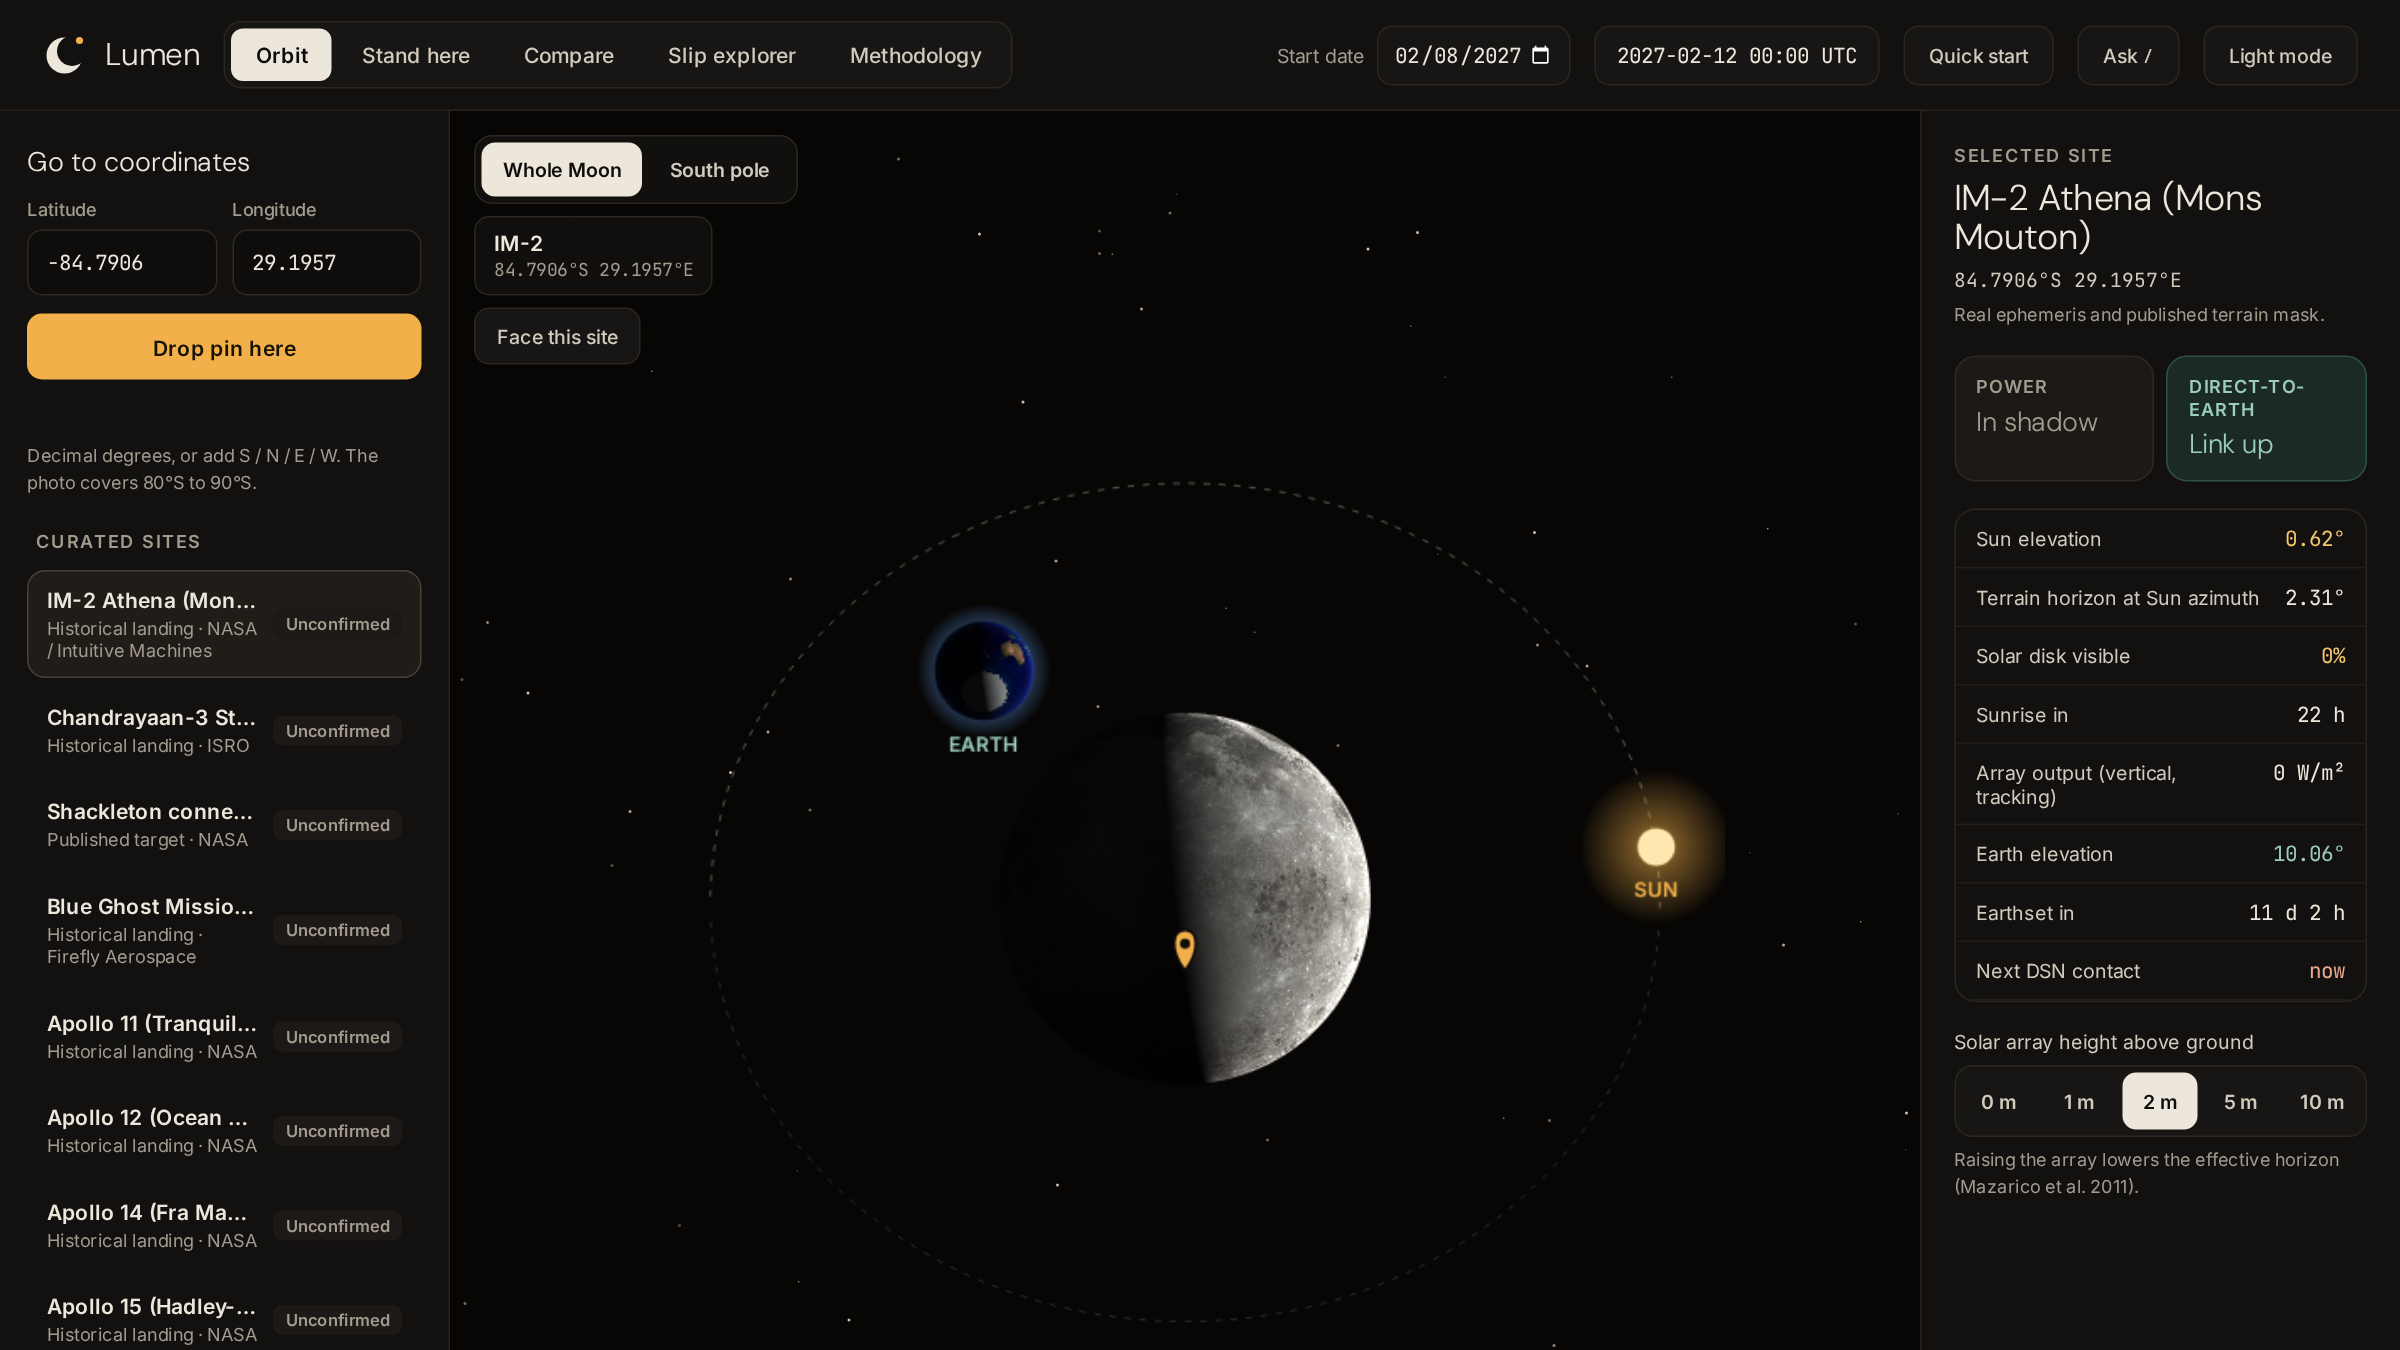 Lumen
Orbit
Stand here
Compare
Slip explorer
Methodology
Start date
02/08/2027
2027-02-12 00:00 UTC
Quick start
Ask /
Light mode
Go to coordinates
Latitude
Longitude
-84.7906
29.1957
Drop pin here
Decimal degrees, or add S / N / E / W. The
photo covers 80°S to 90°S.
CURATED SITES
IM-2 Athena (Mon...
Historical landing · NASA
/ Intuitive Machines
Unconfirmed
Chandrayaan-3 St...
Historical landing · ISRO
Unconfirmed
Shackleton conne...
Published target · NASA
Unconfirmed
Blue Ghost Missio...
Historical landing ·
Firefly Aerospace
Unconfirmed
Apollo 11 (Tranquil...
Historical landing · NASA
Unconfirmed
Apollo 12 (Ocean ...
Historical landing · NASA
Unconfirmed
Apollo 14 (Fra Ma...
Historical landing · NASA
Unconfirmed
Apollo 15 (Hadley-...
Historical landing · NASA
Unconfirmed
Whole Moon
South pole
IM-2
84.7906°S 29.1957°E
Face this site
EARTH
SUN
SELECTED SITE
IM-2 Athena (Mons
Mouton)
84.7906°S 29.1957°E
Real ephemeris and published terrain mask.
POWER
In shadow
DIRECT-TO-
EARTH
Link up
Sun elevation
0.62°
Terrain horizon at Sun azimuth
2.31°
Solar disk visible
0%
Sunrise in
22 h
Array output (vertical,
tracking)
0 W/m²
Earth elevation
10.06°
Earthset in
11 d 2 h
Next DSN contact
now
Solar array height above ground
0 m
1 m
2 m
5 m
10 m
Raising the array lowers the effective horizon
(Mazarico et al. 2011).